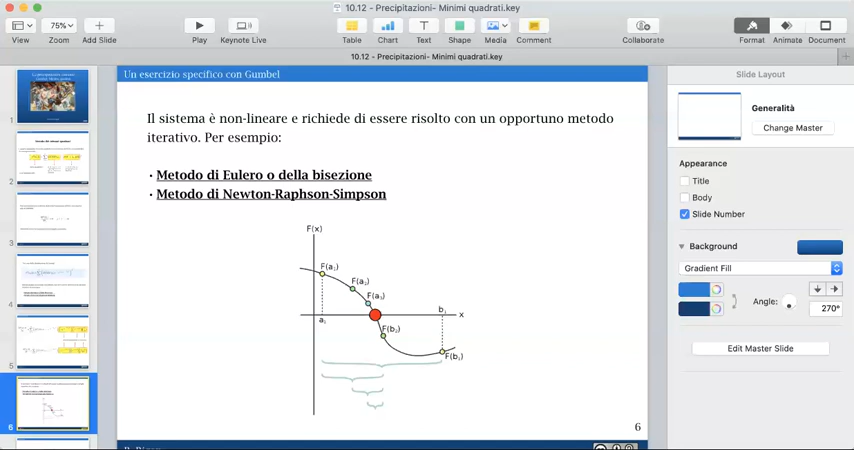 10.12 - Precipitazioni- Minimi quadrati.key
75%
View
Zoom
Add Slide
Play
Keynote Live
Table
Chart
Text
Shape
Media
Comment
Collaborate
Format
Animate
Document
10.12 - Precipitazioni- Minimi quadrati.key
+
1
2
3
4
5
6
Un esercizio specifico con Gumbel
Il sistema è non-lineare e richiede di essere risolto con un opportuno metodo
iterativo. Per esempio:
• Metodo di Eulero o della bisezione
• Metodo di Newton-Raphson-Simpson
F(x)
F(a₁)
F(a₂)
F(a₃)
b₁
x
a₁
F(b₂)
F(b₁)
6
Slide Layout
Generalità
Change Master
Appearance
Title
Body
Slide Number
Background
Gradient Fill
Angle:
270°
Edit Master Slide